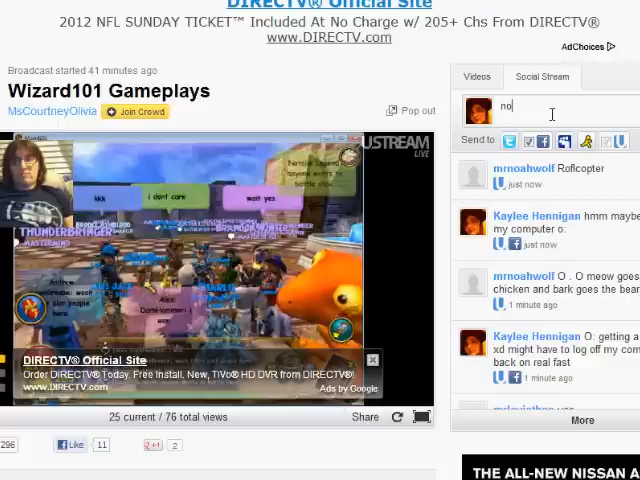 DIRECTV® Official Site
2012 NFL SUNDAY TICKET™ Included At No Charge w/ 205+ Chs From DIRECTV®
www.DIRECTV.com
AdChoices
Broadcast started 41 minutes ago
Wizard101 Gameplays
MsCourtneyOlivia
Join Crowd
Pop out
USTREAM
LIVE
kkk
i dont care
wait yes
THUNDERBRINGER
MASTERMIND
DIRECTV® Official Site
Order DIRECTV® Today. Free Install, New, TiVo® HD DVR from DIRECTV®!
www.DIRECTV.com
Ads by Google
25 current / 76 total views
Share
296
Like
11
+1
2
Videos
Social Stream
no
Send to
mrnoahwolf Roflcopter
just now
Kaylee Hennigan hmm maybe
my computer o:
just now
mrnoahwolf O . O meow goes
chicken and bark goes the bear
1 minute ago
Kaylee Hennigan O: getting a
xd might have to log off my com
back on real fast
1 minute ago
More
THE ALL-NEW NISSAN A